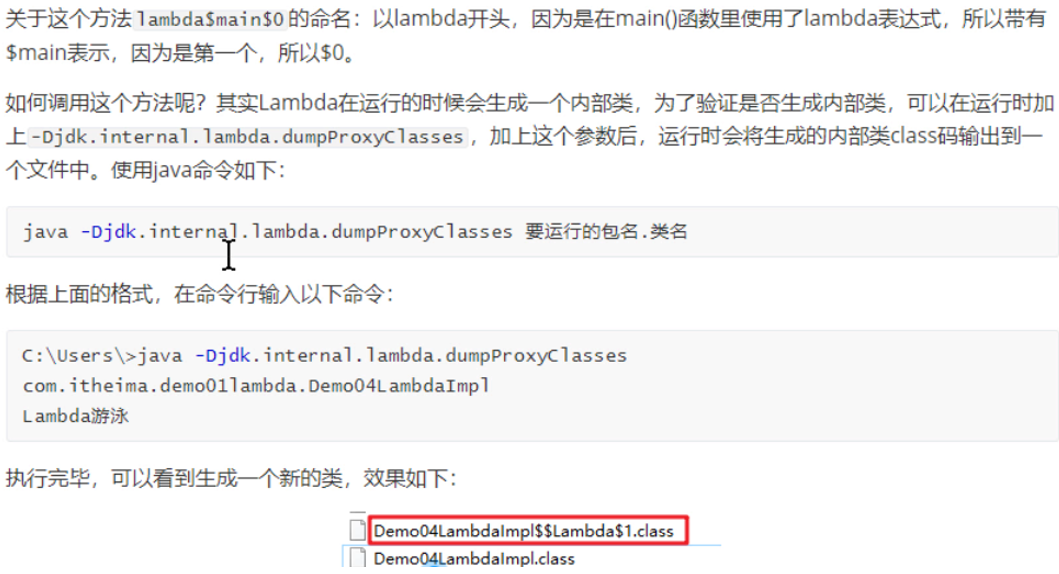 关于这个方法 lambda$main$0 的命名：以lambda开头，因为是在main()函数里使用了lambda表达式，所以带有
$main表示，因为是第一个，所以$0。
如何调用这个方法呢？其实Lambda在运行的时候会生成一个内部类，为了验证是否生成内部类，可以在运行时加
上 -Djdk.internal.lambda.dumpProxyClasses ，加上这个参数后，运行时会将生成的内部类class码输出到一
个文件中。使用java命令如下：
java -Djdk.internal.lambda.dumpProxyClasses 要运行的包名.类名
根据上面的格式，在命令行输入以下命令：
C:\Users\>java -Djdk.internal.lambda.dumpProxyClasses
com.itheima.demo01lambda.Demo04LambdaImpl
Lambda游泳
执行完毕，可以看到生成一个新的类，效果如下：
Demo04LambdaImpl$$Lambda$1.class
Demo04LambdaImpl.class